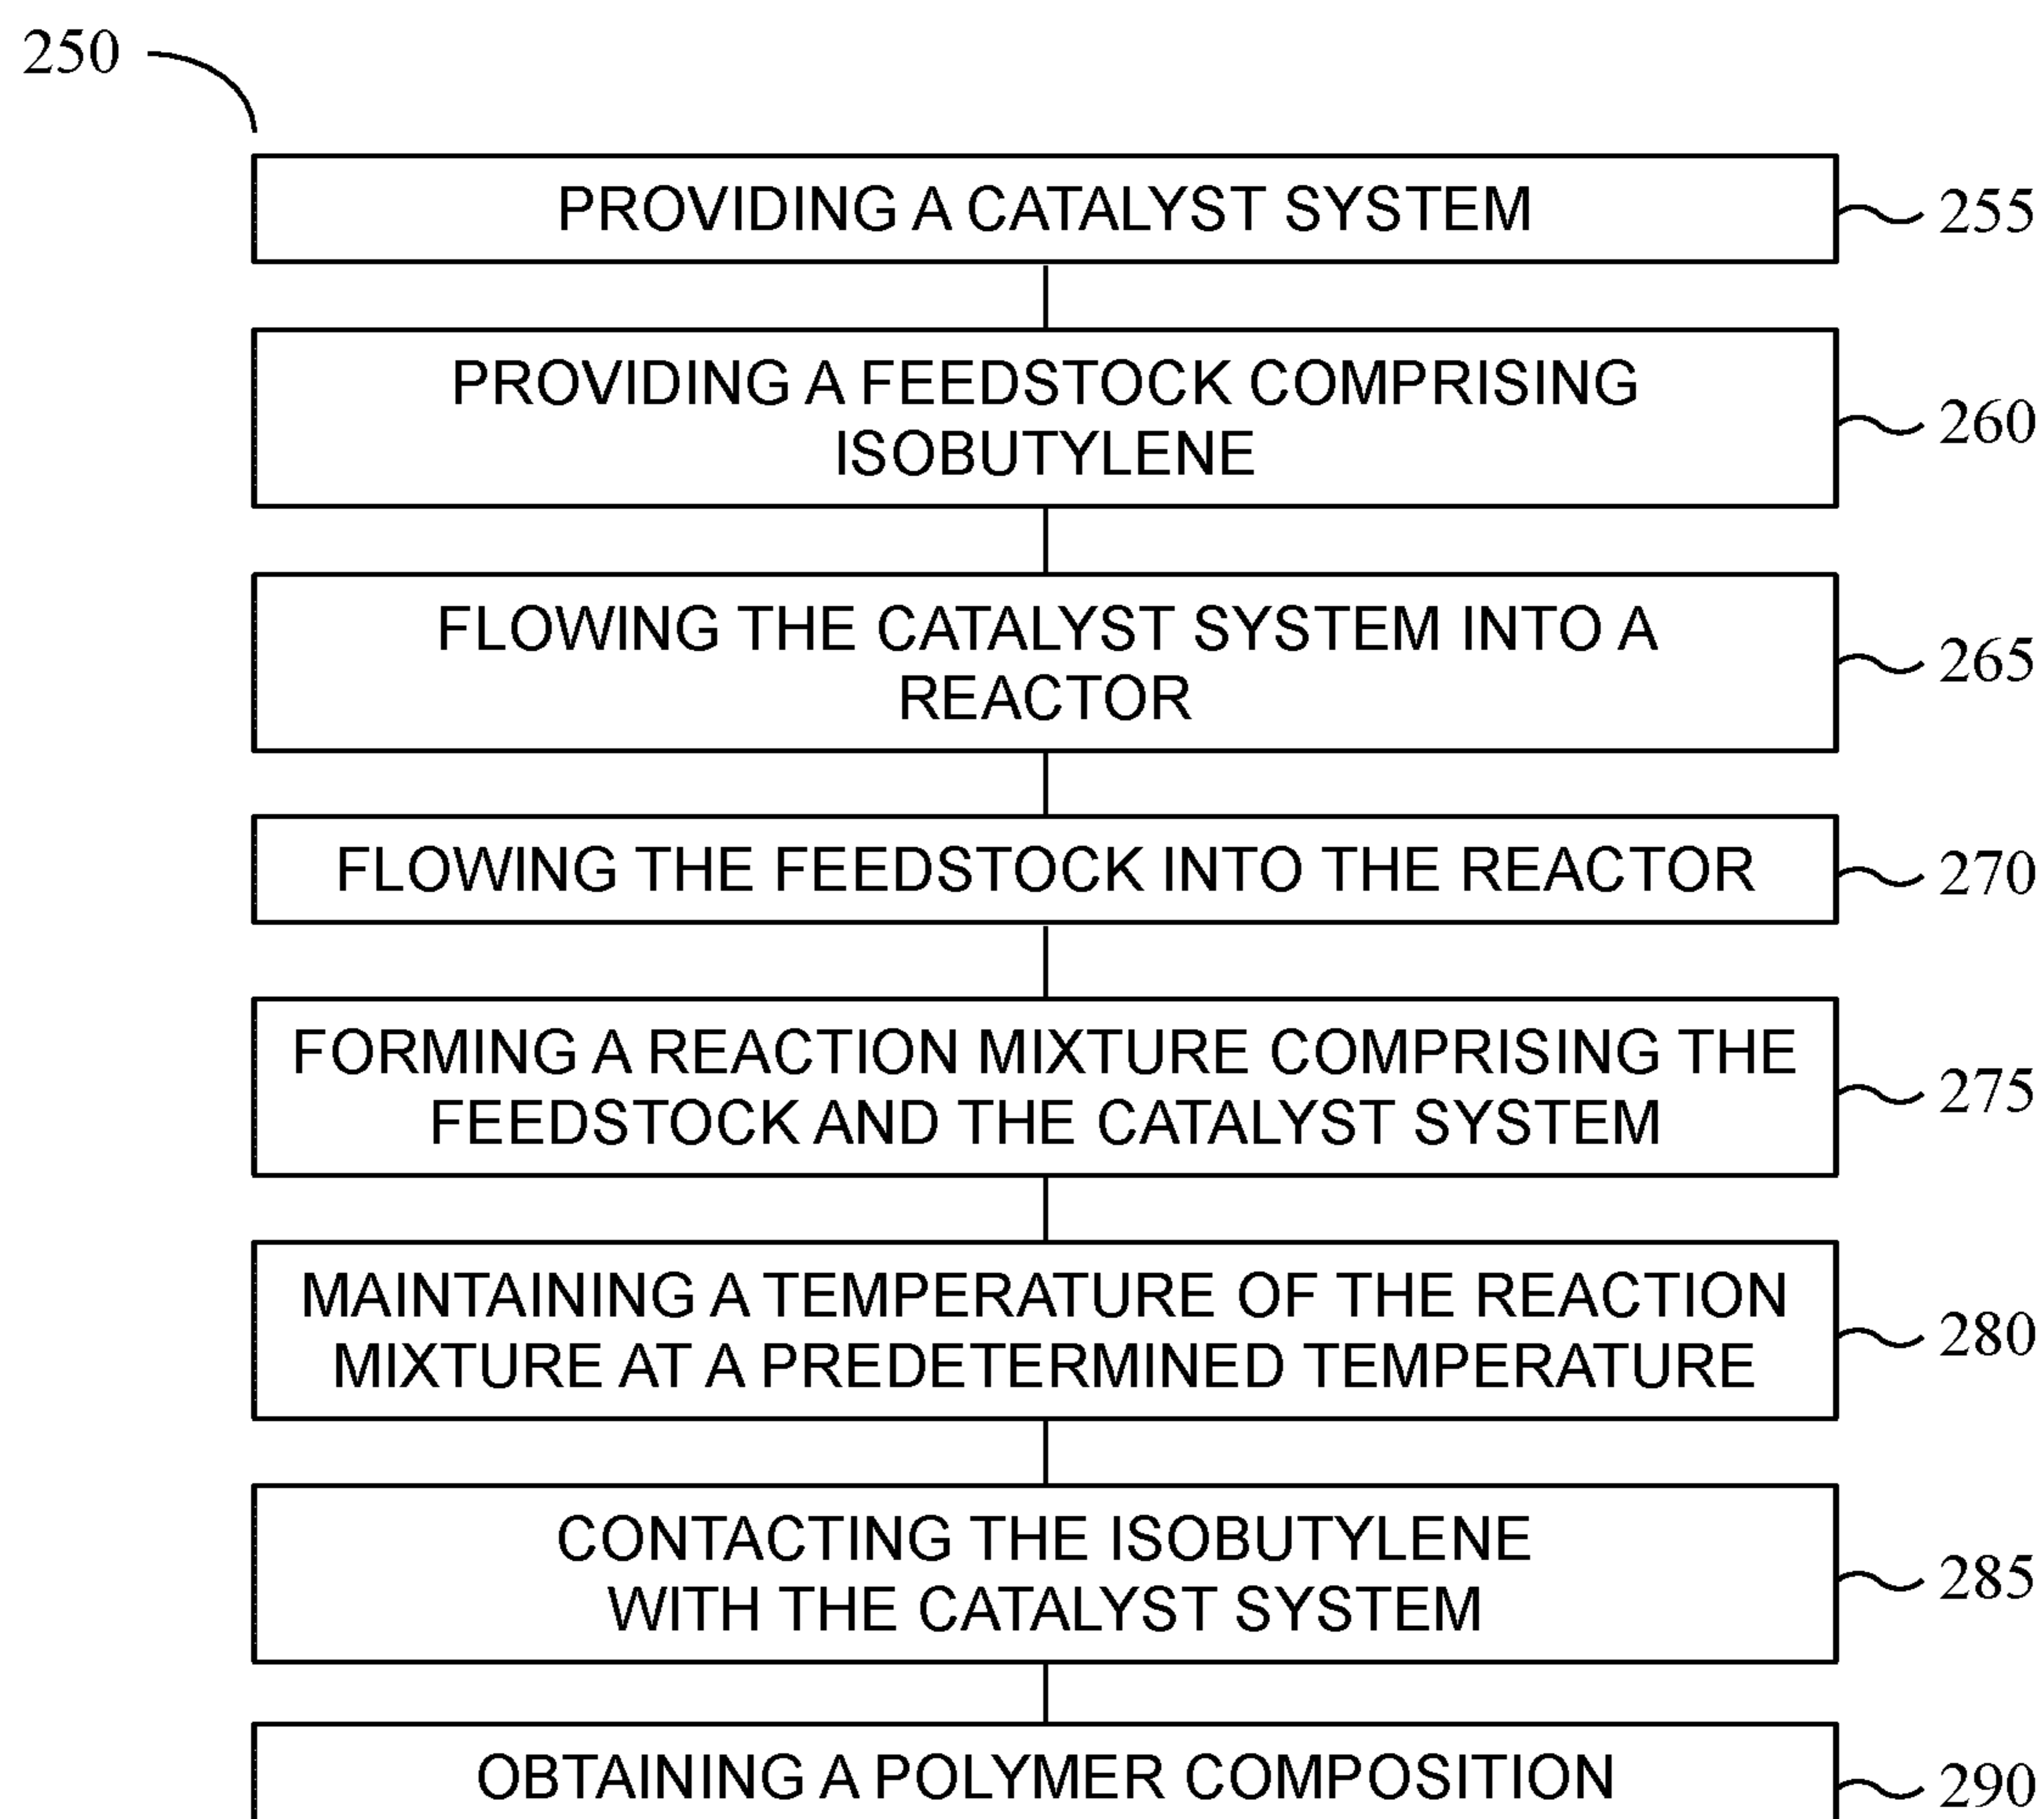 250
PROVIDING A CATALYST SYSTEM
255
PROVIDING A FEEDSTOCK COMPRISING
ISOBUTYLENE
260
FLOWING THE CATALYST SYSTEM INTO A
REACTOR
265
FLOWING THE FEEDSTOCK INTO THE REACTOR
270
FORMING A REACTION MIXTURE COMPRISING THE
FEEDSTOCK AND THE CATALYST SYSTEM
275
MAINTAINING A TEMPERATURE OF THE REACTION
MIXTURE AT A PREDETERMINED TEMPERATURE
280
CONTACTING THE ISOBUTYLENE
WITH THE CATALYST SYSTEM
285
OBTAINING A POLYMER COMPOSITION
290